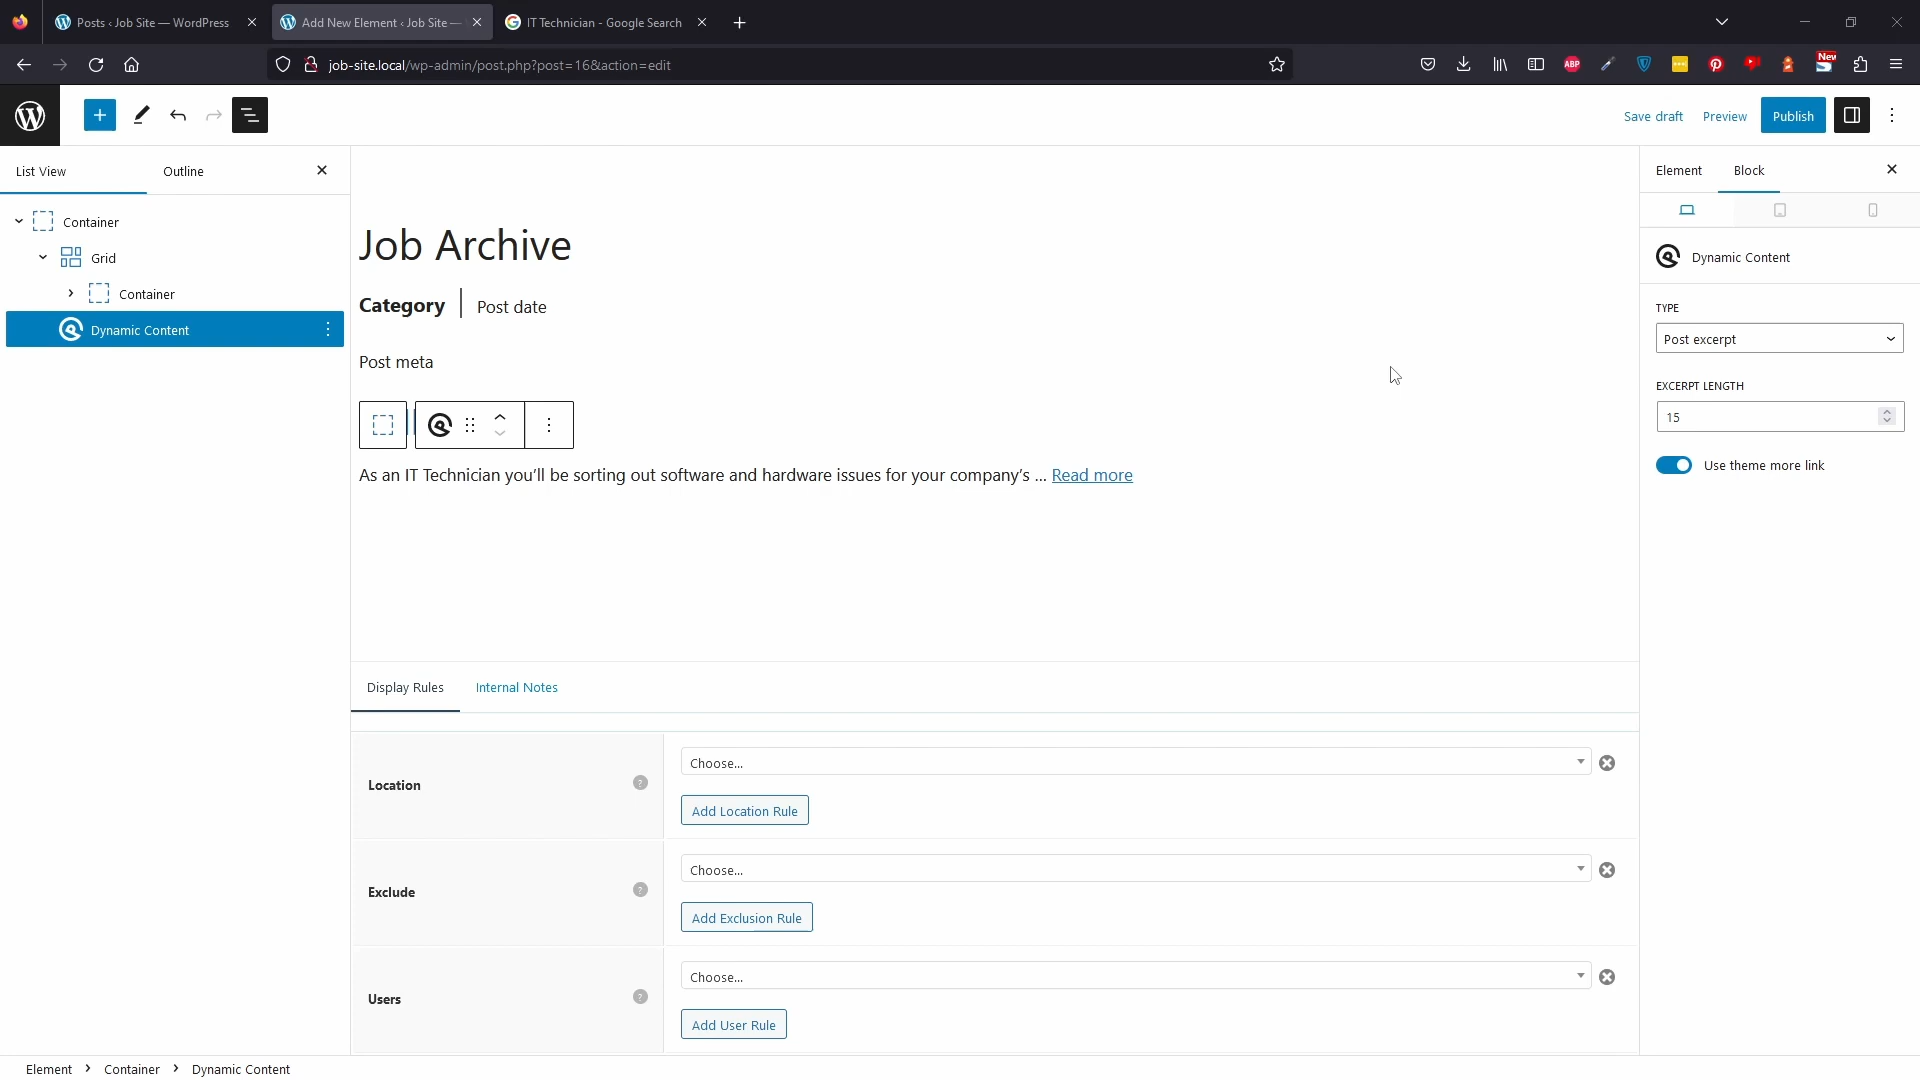 Posts ‹ Job Site — WordPress
Add New Element ‹ Job Site —
IT Technician - Google Search
job-site.local/wp-admin/post.php?post=16&action=edit
ABP
New
Save draft
Preview
Publish
List View
Outline
Element
Block
Container
Grid
Container
Dynamic Content
Job Archive
Category
Post date
Post meta
As an IT Technician you’ll be sorting out software and hardware issues for your company’s ... Read more
Dynamic Content
TYPE
Post excerpt
EXCERPT LENGTH
15
Use theme more link
Display Rules
Internal Notes
Location
?
Choose...
Add Location Rule
Exclude
?
Choose...
Add Exclusion Rule
Users
?
Choose...
Add User Rule
Element
Container
Dynamic Content